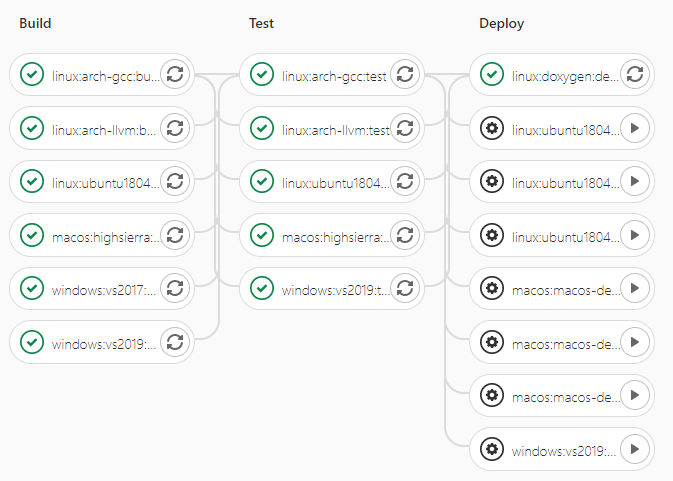 Build
linux:arch-gcc:bu...
linux:arch-llvm:b...
linux:ubuntu1804...
macos:highsierra:...
windows:vs2017:...
windows:vs2019:...
Test
linux:arch-gcc:test
linux:arch-llvm:test
linux:ubuntu1804...
macos:highsierra:...
windows:vs2019:t...
Deploy
linux:doxygen:de...
linux:ubuntu1804...
linux:ubuntu1804...
linux:ubuntu1804...
macos:macos-de...
macos:macos-de...
macos:macos-de...
windows:vs2019:...